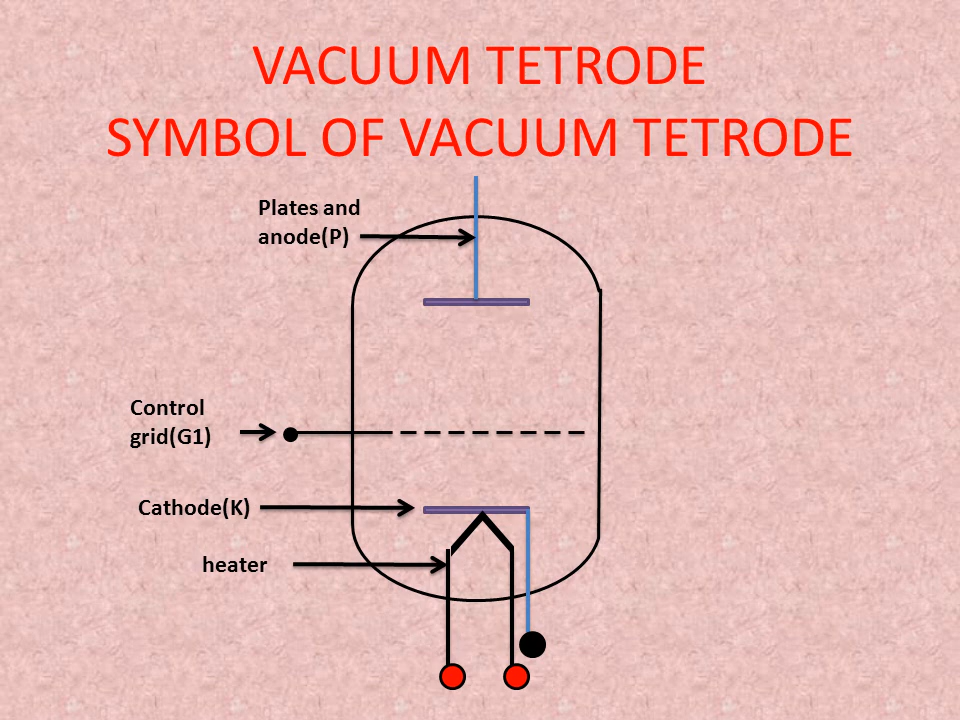 VACUUM TETRODE
SYMBOL OF VACUUM TETRODE
Plates and
anode(P)
Control
grid(G1)
Cathode(K)
heater